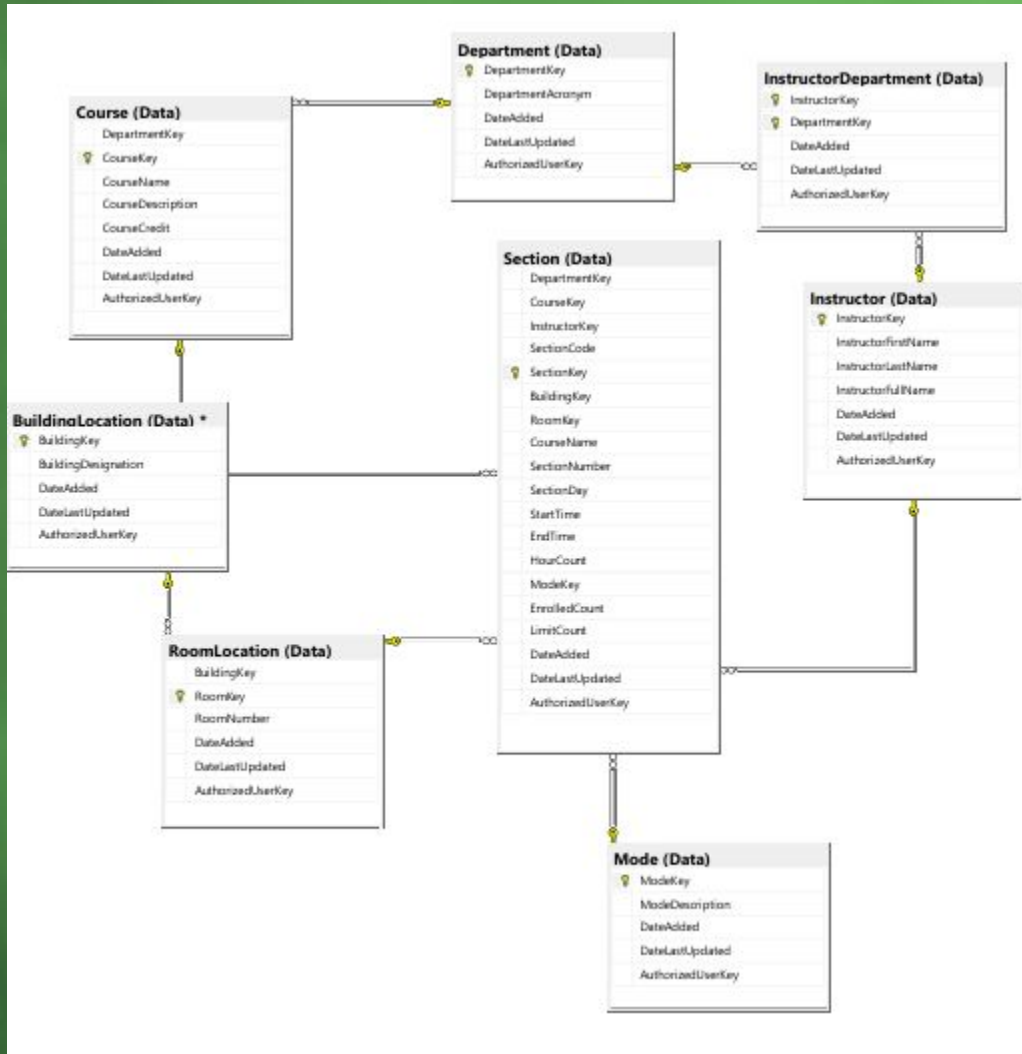 Department (Data)
DepartmentKey
DepartmentAcronym
DateAdded
DateLastUpdated
AuthorizedUserKey
InstructorDepartment (Data)
InstructorKey
DepartmentKey
DateAdded
DateLastUpdated
AuthorizedUserKey
Course (Data)
DepartmentKey
CourseKey
CourseName
CourseDescription
CourseCredit
DateAdded
DateLastUpdated
AuthorizedUserKey
Section (Data)
DepartmentKey
CourseKey
InstructorKey
SectionCode
SectionKey
BuildingKey
RoomKey
CourseName
SectionNumber
SectionDay
StartTime
EndTime
HourCount
ModeKey
EnrolledCount
LimitCount
DateAdded
DateLastUpdated
AuthorizedUserKey
Instructor (Data)
InstructorKey
InstructorFirstName
InstructorLastName
InstructorfullName
DateAdded
DateLastUpdated
AuthorizedUserKey
BuildingLocation (Data) *
BuildingKey
BuildingDesignation
DateAdded
DateLastUpdated
AuthorizedUserKey
RoomLocation (Data)
BuildingKey
RoomKey
RoomNumber
DateAdded
DateLastUpdated
AuthorizedUserKey
Mode (Data)
ModeKey
ModeDescription
DateAdded
DateLastUpdated
AuthorizedUserKey